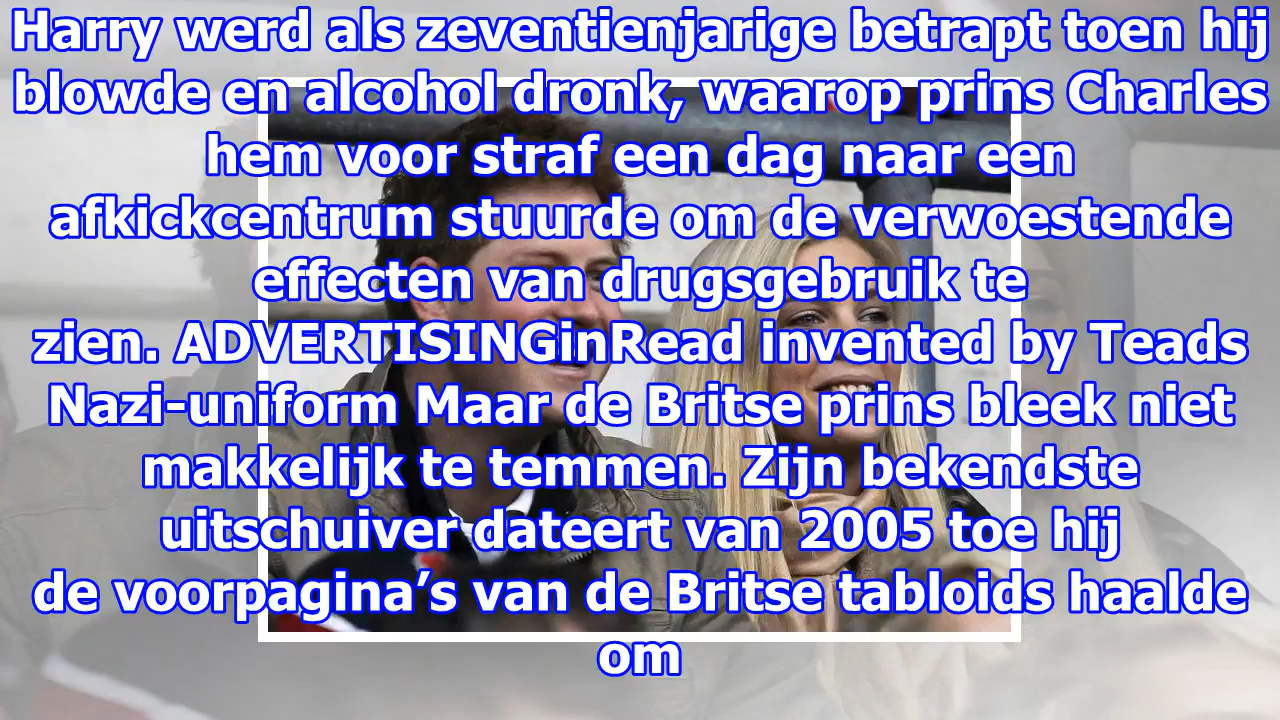 Harry werd als zeventienjarige betrapt toen hij
blowde en alcohol dronk, waarop prins Charles
hem voor straf een dag naar een
afkickcentrum stuurde om de verwoestende
effecten van drugsgebruik te
zien. ADVERTISINGinRead invented by Teads
Nazi-uniform Maar de Britse prins bleek niet
makkelijk te temmen. Zijn bekendste
uitschuiver dateert van 2005 toe hij
de voorpagina’s van de Britse tabloids haalde
om